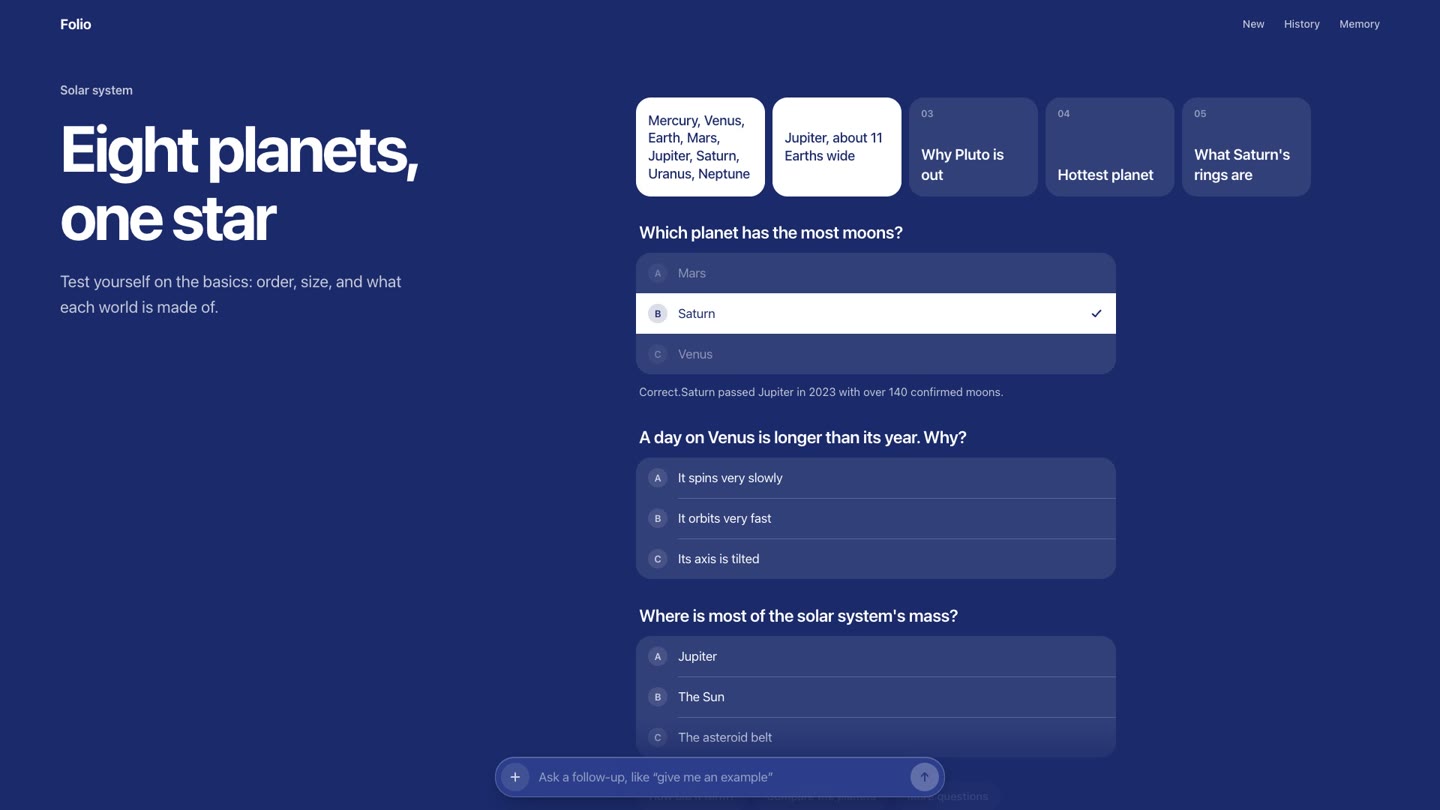 Folio
New
History
Memory
Solar system
Eight planets,
one star
Test yourself on the basics: order, size, and what
each world is made of.
Mercury, Venus,
Earth, Mars,
Jupiter, Saturn,
Uranus, Neptune
Jupiter, about 11
Earths wide
03
Why Pluto is
out
04
Hottest planet
05
What Saturn's
rings are
Which planet has the most moons?
A Mars
B Saturn
C Venus
Correct.Saturn passed Jupiter in 2023 with over 140 confirmed moons.
A day on Venus is longer than its year. Why?
A It spins very slowly
B It orbits very fast
C Its axis is tilted
Where is most of the solar system's mass?
A Jupiter
B The Sun
C The asteroid belt
Ask a follow-up, like “give me an example”
questions